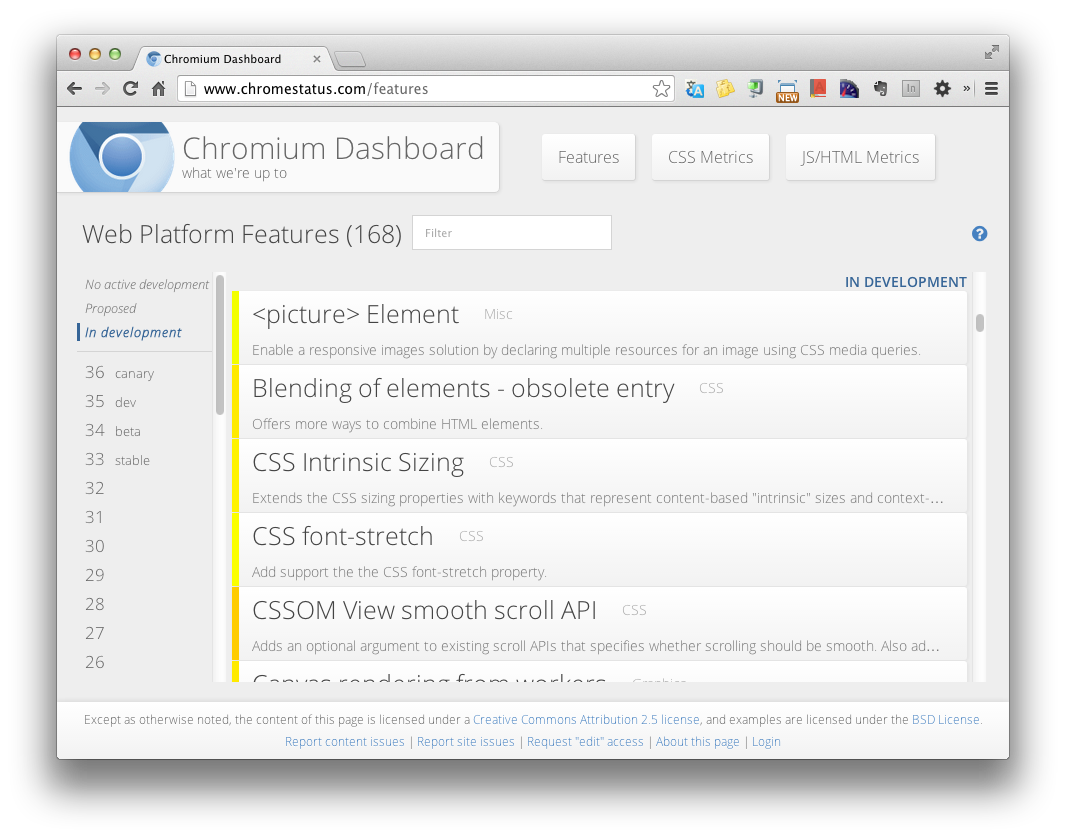 Chromium Dashboard
www.chromestatus.com/features
NEW
In
»
Chromium Dashboard
what we're up to
Features
CSS Metrics
JS/HTML Metrics
Web Platform Features (168)
Filter
?
No active development
Proposed
In development
36 canary
35 dev
34 beta
33 stable
32
31
30
29
28
27
26
IN DEVELOPMENT
<picture> Element Misc
Enable a responsive images solution by declaring multiple resources for an image using CSS media queries.
Blending of elements - obsolete entry CSS
Offers more ways to combine HTML elements.
CSS Intrinsic Sizing CSS
Extends the CSS sizing properties with keywords that represent content-based "intrinsic" sizes and context-...
CSS font-stretch CSS
Add support the the CSS font-stretch property.
CSSOM View smooth scroll API CSS
Adds an optional argument to existing scroll APIs that specifies whether scrolling should be smooth. Also ad...
Canvas rendering from workers Graphics
Except as otherwise noted, the content of this page is licensed under a Creative Commons Attribution 2.5 license, and examples are licensed under the BSD License.
Report content issues | Report site issues | Request "edit" access | About this page | Login